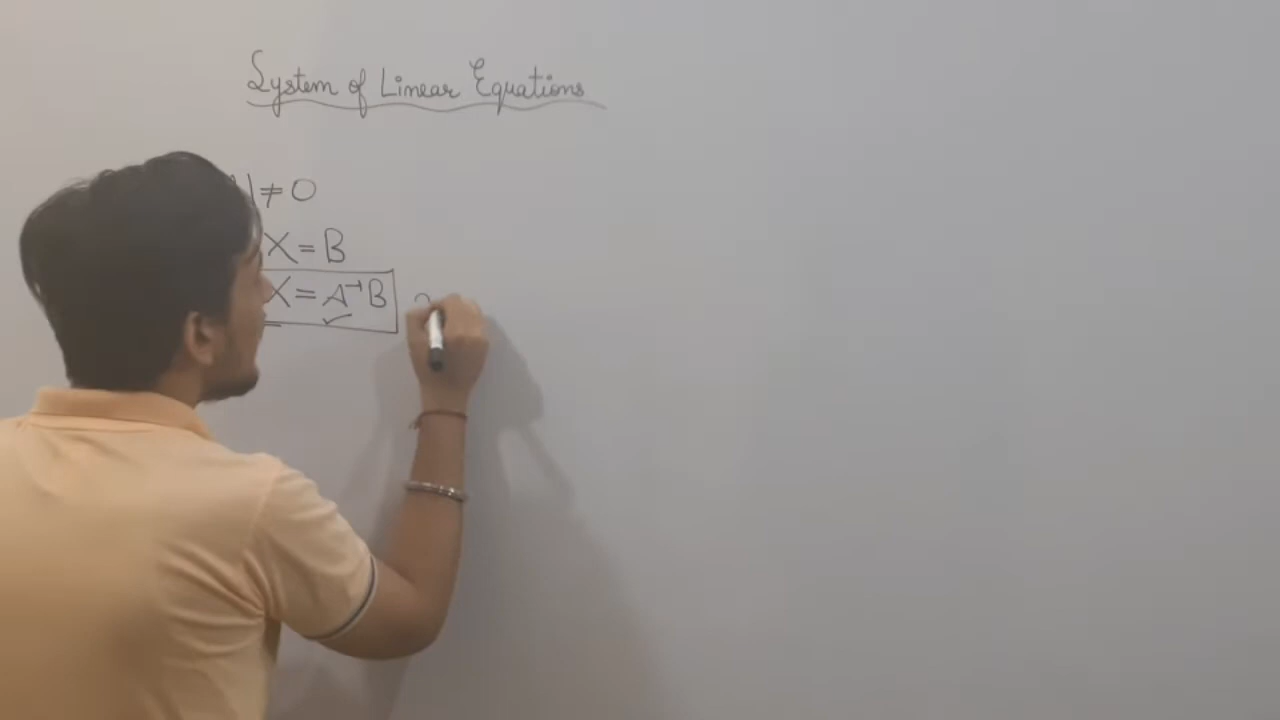 System of Linear Equations
| ≠ 0
X = B
X = A⁻¹B